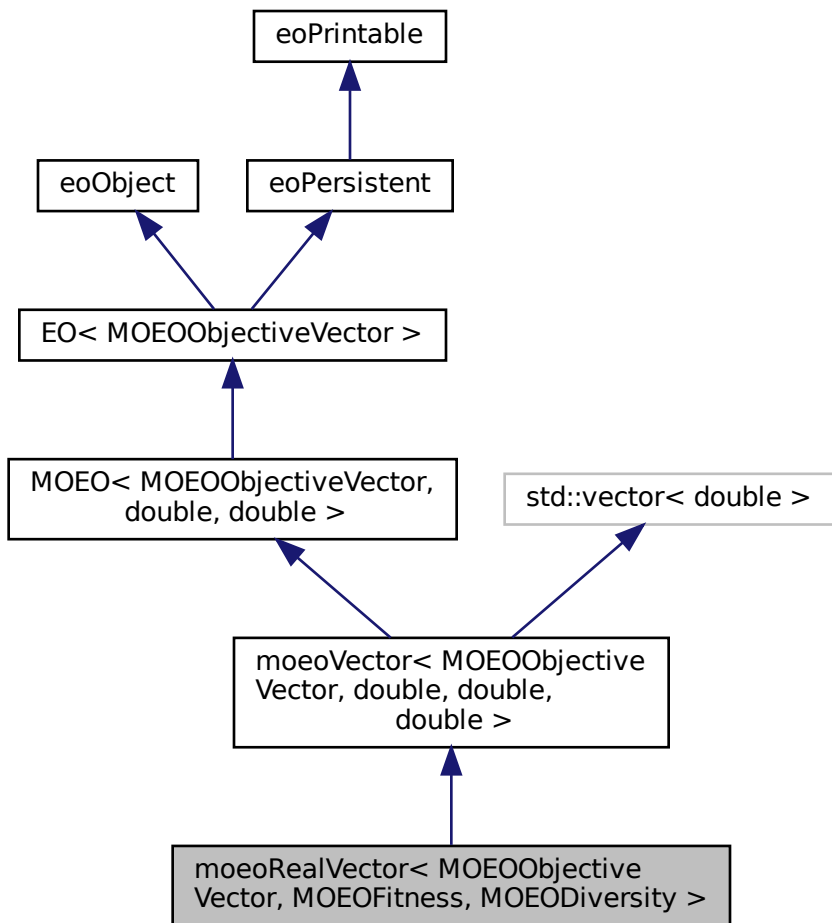 eoPrintable
eoObject
eoPersistent
EO< MOEOObjectiveVector >
MOEO< MOEOObjectiveVector,
double, double >
std::vector< double >
moeoVector< MOEOObjective
Vector, double, double,
double >
moeoRealVector< MOEOObjective
Vector, MOEOFitness, MOEODiversity >